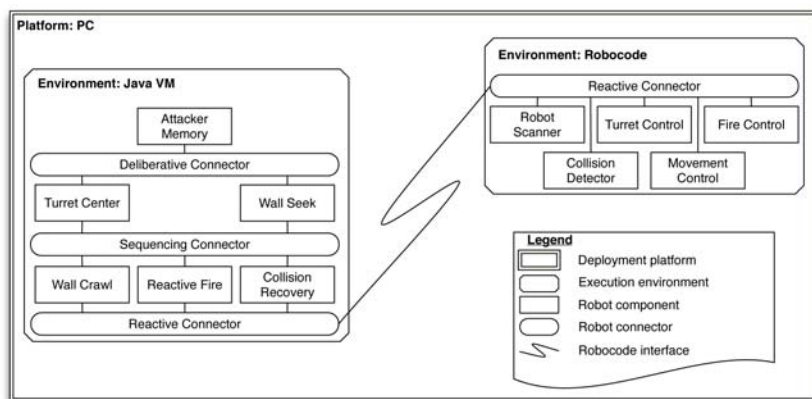 Platform: PC
Environment: Java VM
Attacker
Memory
Deliberative Connector
Turret Center
Wall Seek
Sequencing Connector
Wall Crawl
Reactive Fire
Collision
Recovery
Reactive Connector
Environment: Robocode
Reactive Connector
Robot
Scanner
Turret Control
Fire Control
Collision
Detector
Movement
Control
Legend
Deployment platform
Execution environment
Robot component
Robot connector
Robocode interface